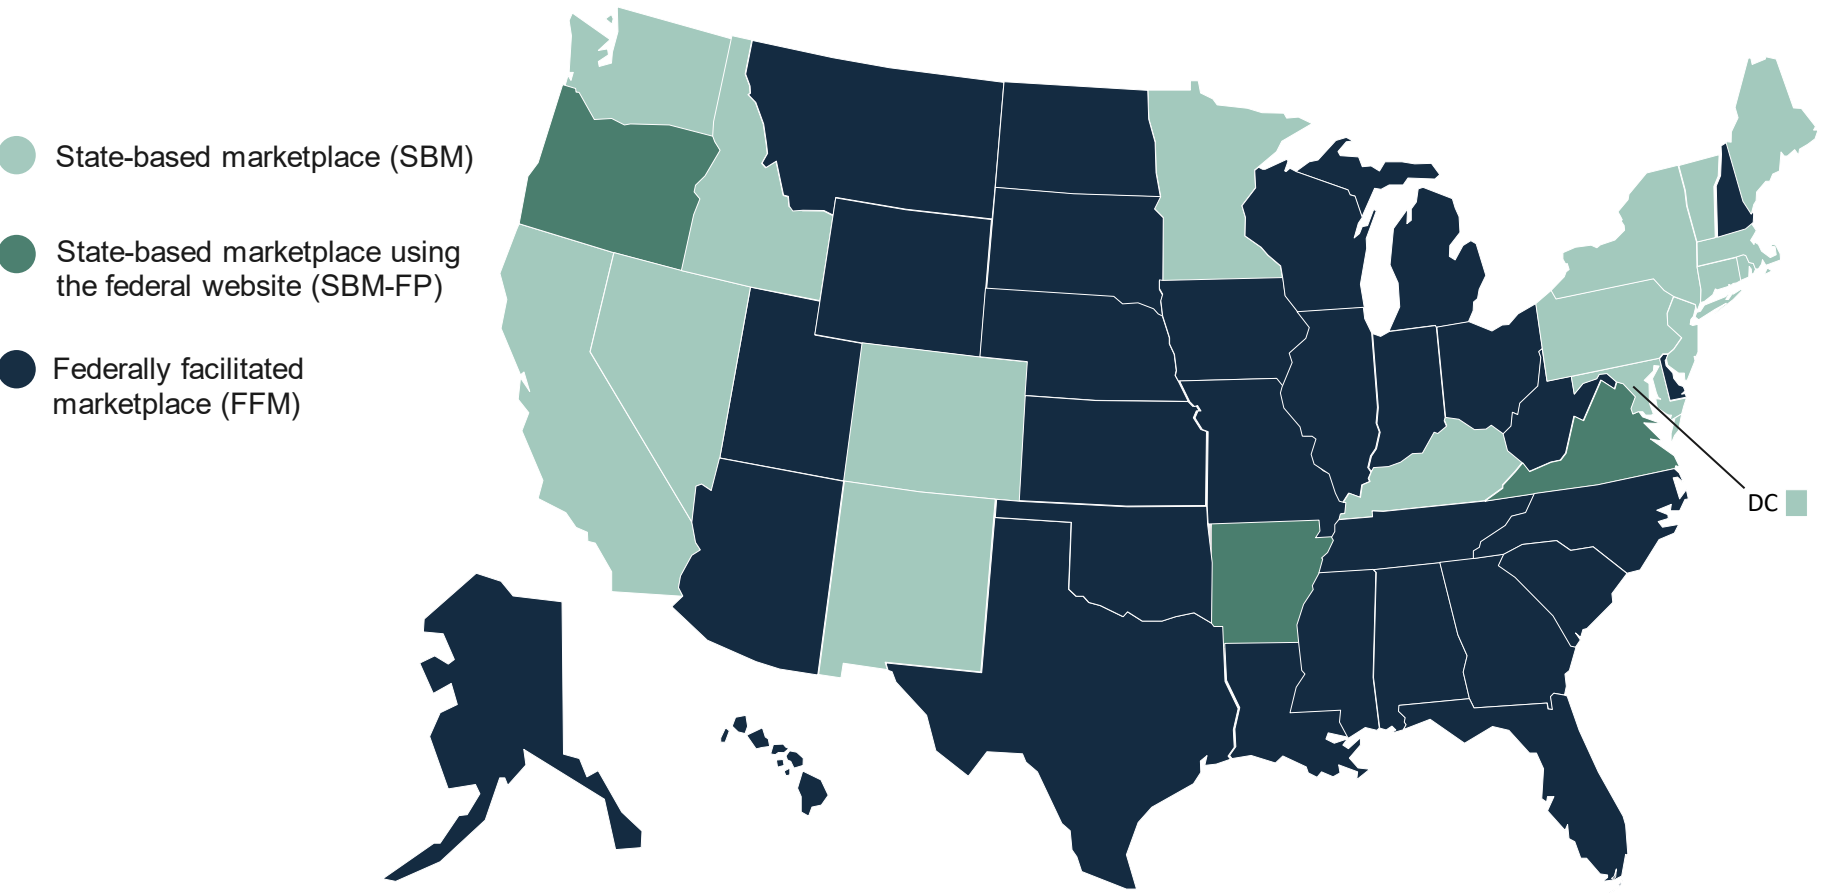 State-based marketplace (SBM)
State-based marketplace using
the federal website (SBM-FP)
Federally facilitated
marketplace (FFM)
DC